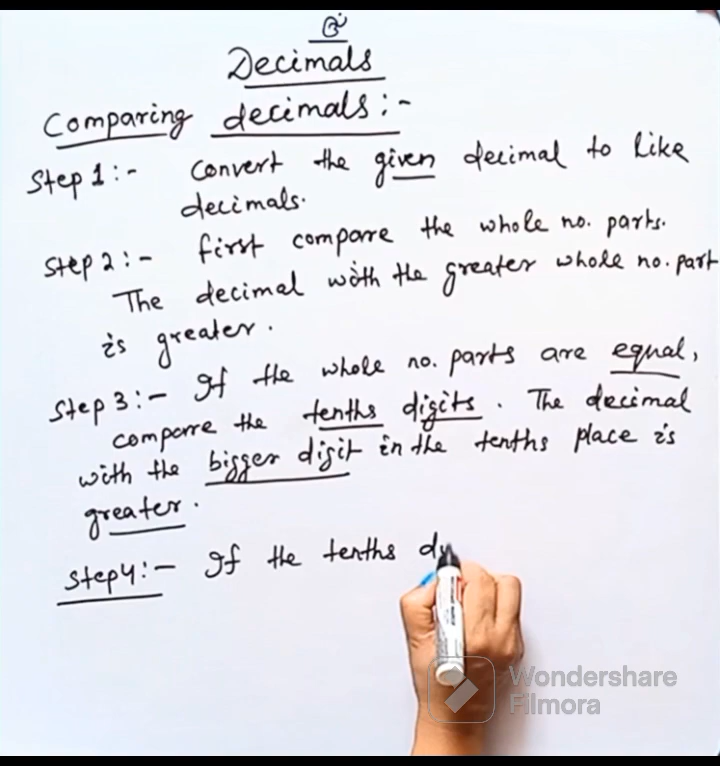 Decimals
Comparing decimals:-
Step 1:- Convert the given decimal to like
decimals.
Step 2:- first compare the whole no. parts.
The decimal with the greater whole no. part
is greater.
Step 3:- If the whole no. parts are equal,
compare the tenths digits. The decimal
with the bigger digit in the tenths place is
greater.
Step 4:- If the tenths
Wondershare
Filmora